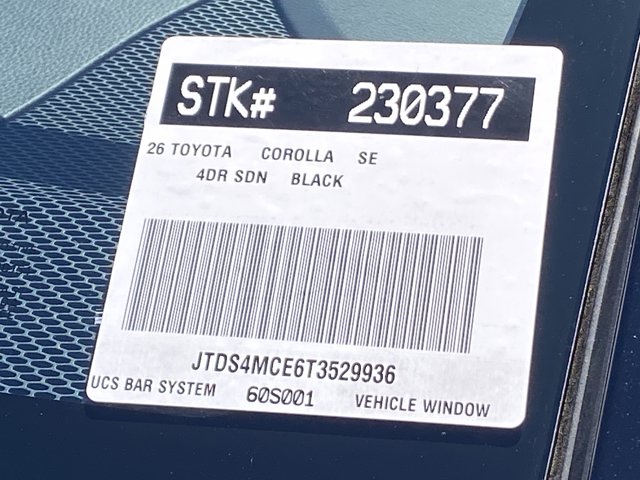 STK# 230377
26 TOYOTA COROLLA SE
4DR SDN BLACK
JTDS4MCE6T3529936
UCS BAR SYSTEM 60S001 VEHICLE WINDOW